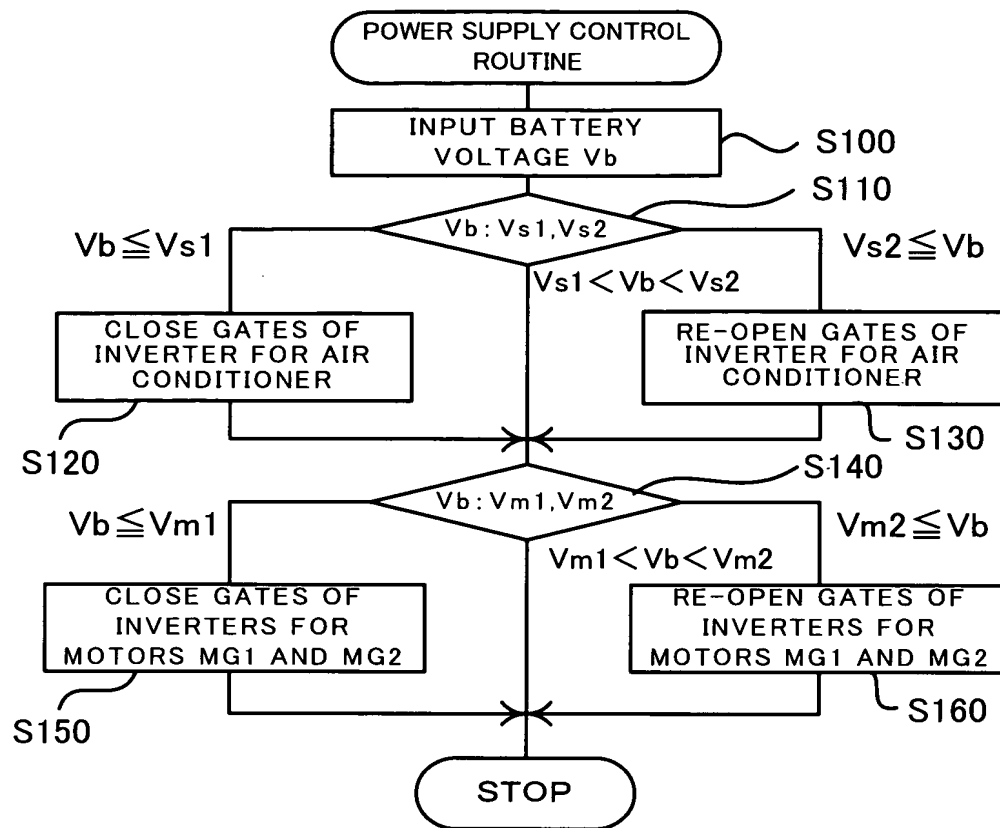 POWER SUPPLY CONTROL
ROUTINE
INPUT BATTERY
VOLTAGE Vb
S100
S110
Vb : Vs1,Vs2
Vb≦Vs1
Vs2≦Vb
Vs1<Vb<Vs2
CLOSE GATES OF
INVERTER FOR AIR
CONDITIONER
RE-OPEN GATES OF
INVERTER FOR AIR
CONDITIONER
S120
S130
S140
Vb : Vm1,Vm2
Vb≦Vm1
Vm2≦Vb
Vm1<Vb<Vm2
CLOSE GATES OF
INVERTERS FOR
MOTORS MG1 AND MG2
RE-OPEN GATES OF
INVERTERS FOR
MOTORS MG1 AND MG2
S150
S160
STOP